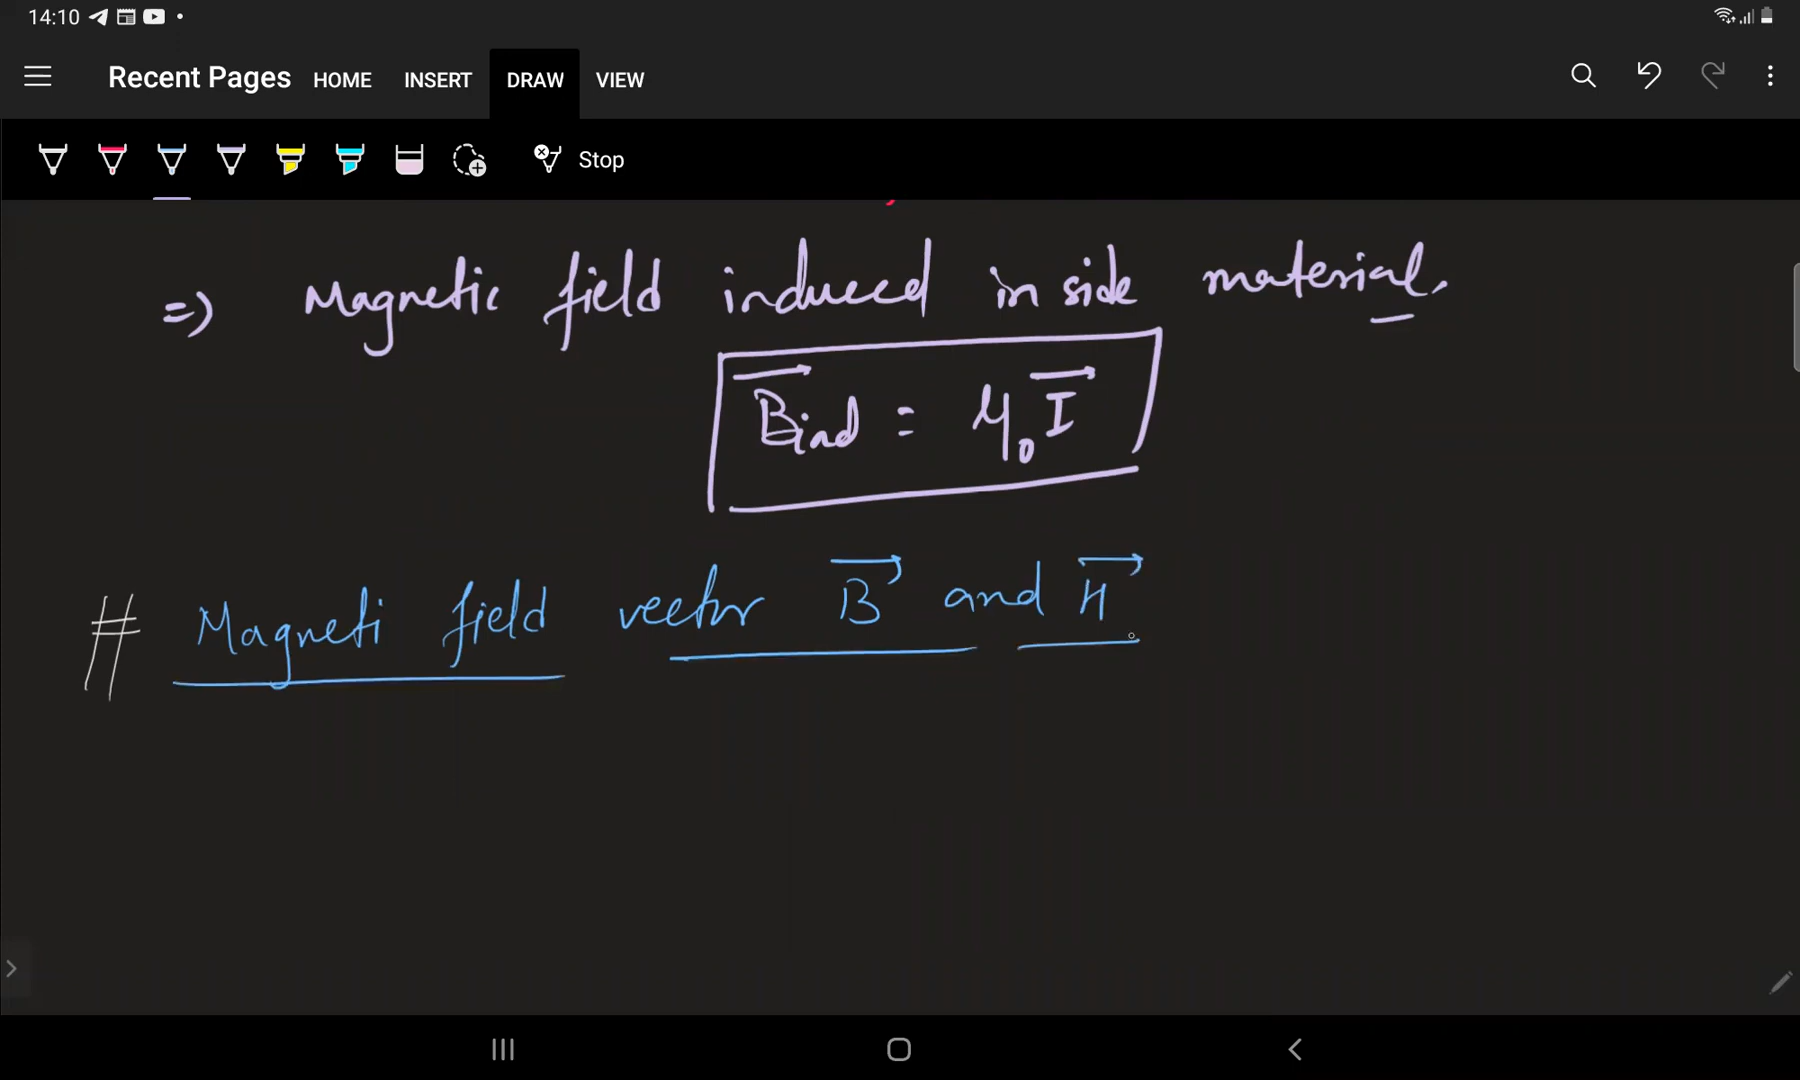 14:10
Recent Pages HOME INSERT DRAW VIEW
Stop
=) Magnetic field induced in side material.
Bind = μ0 I
# Magneti field vector B and H